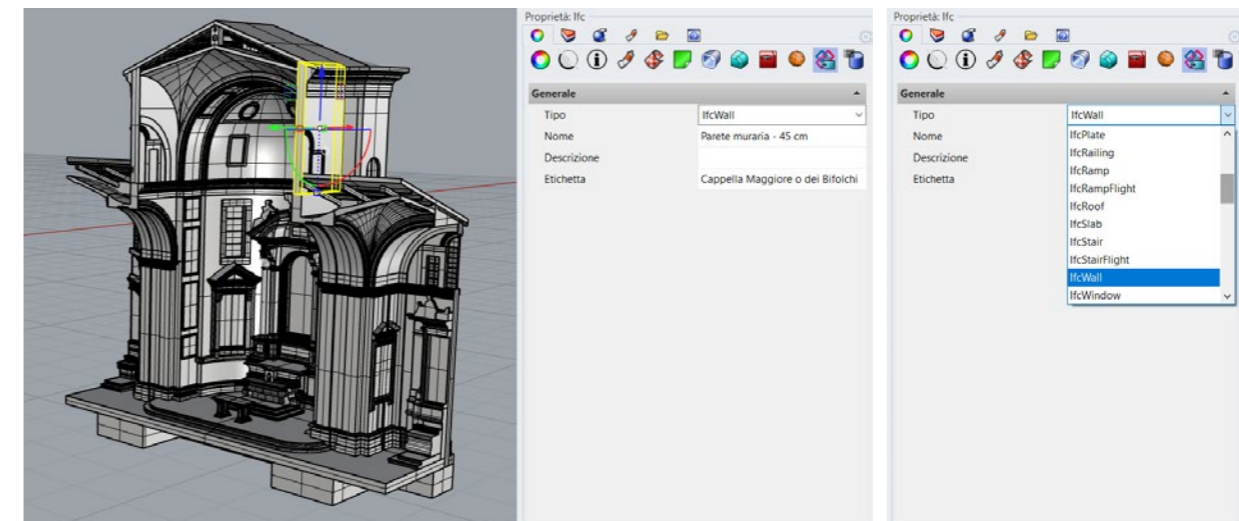 Proprietà: Ifc
Generale
Tipo IfcWall
Nome Parete muraria - 45 cm
Descrizione
Etichetta Cappella Maggiore o dei Bifolchi
Proprietà: Ifc
Generale
Tipo IfcWall
Nome
Descrizione
Etichetta
IfcPlate
IfcRailing
IfcRamp
IfcRampFlight
IfcRoof
IfcSlab
IfcStair
IfcStairFlight
IfcWall
IfcWindow